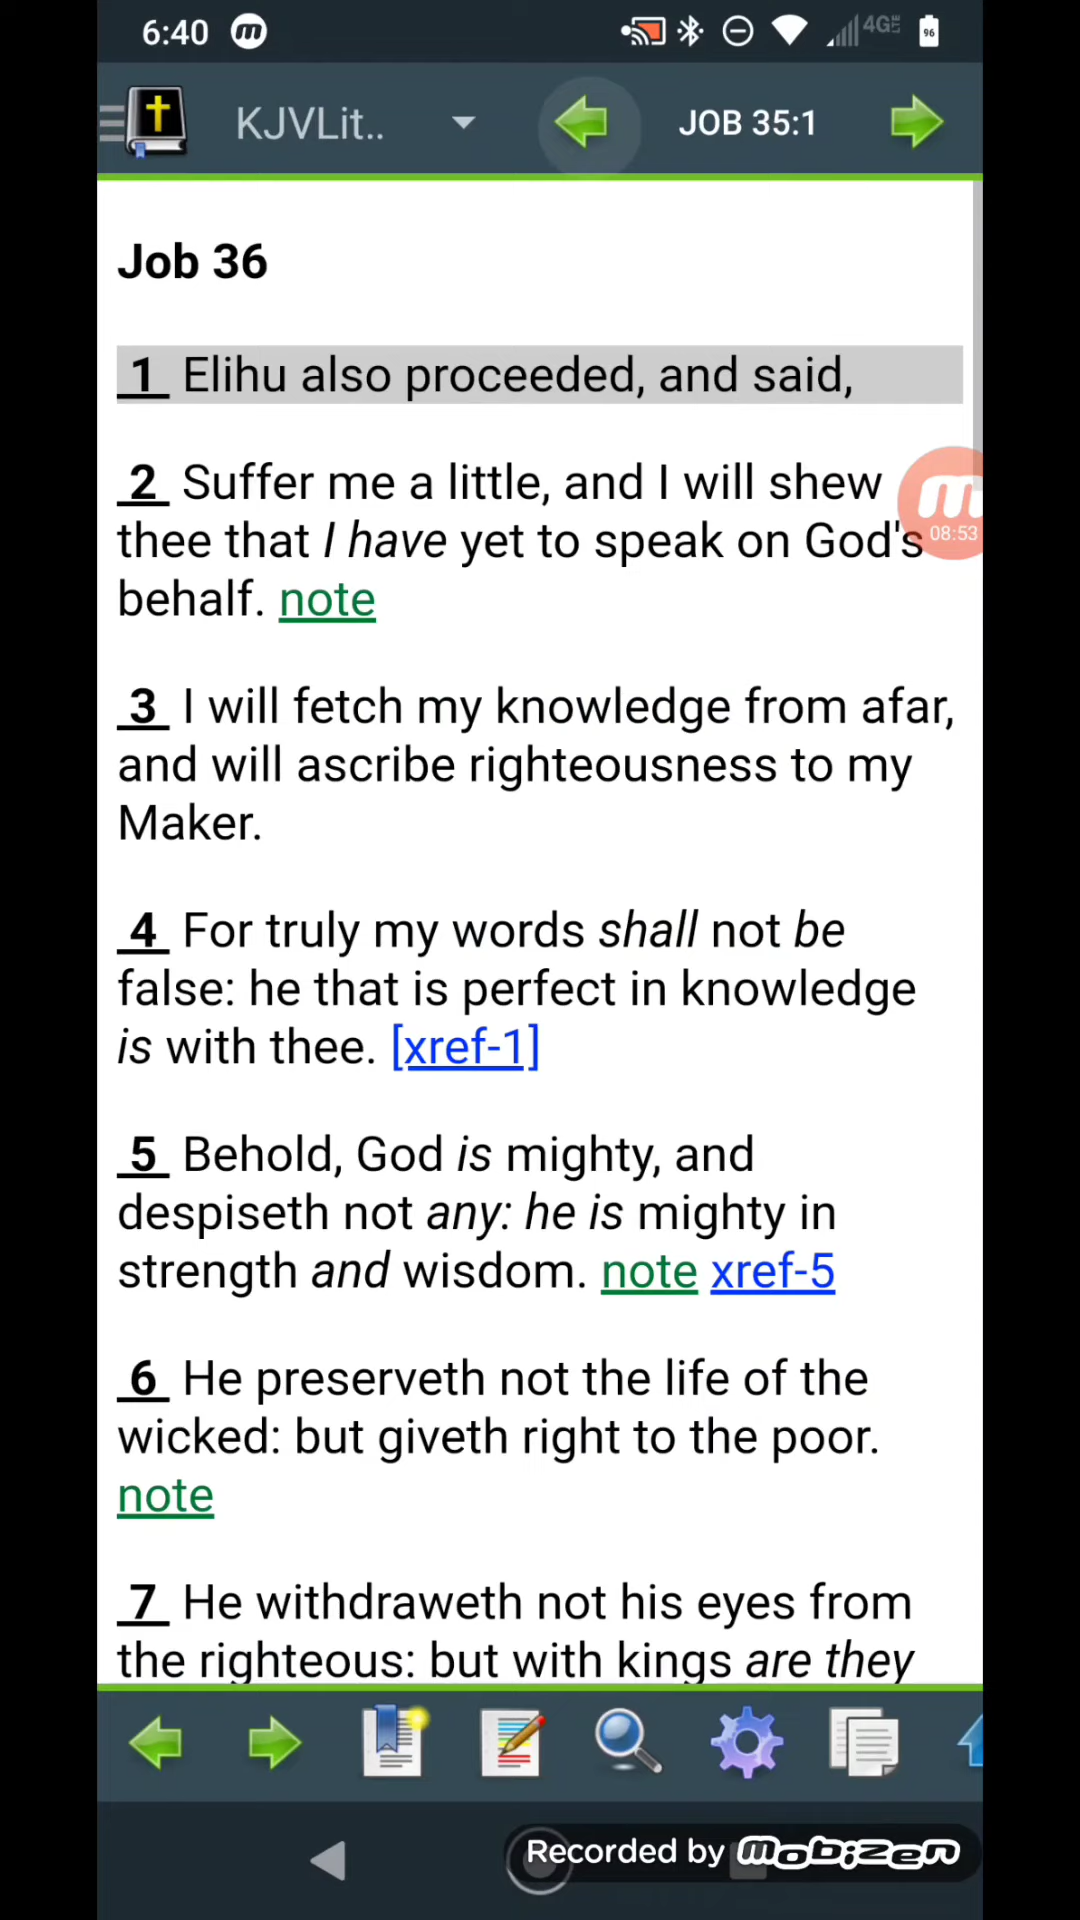 6:40
4G
96
KJVLit..
JOB 35:1
Job 36
1 Elihu also proceeded, and said,
2 Suffer me a little, and I will shew
thee that I have yet to speak on God's
behalf. note
08:53
3 I will fetch my knowledge from afar,
and will ascribe righteousness to my
Maker.
4 For truly my words shall not be
false: he that is perfect in knowledge
is with thee. [xref-1]
5 Behold, God is mighty, and
despiseth not any: he is mighty in
strength and wisdom. note xref-5
6 He preserveth not the life of the
wicked: but giveth right to the poor.
note
7 He withdraweth not his eyes from
the righteous: but with kings are they
Recorded by mobizen